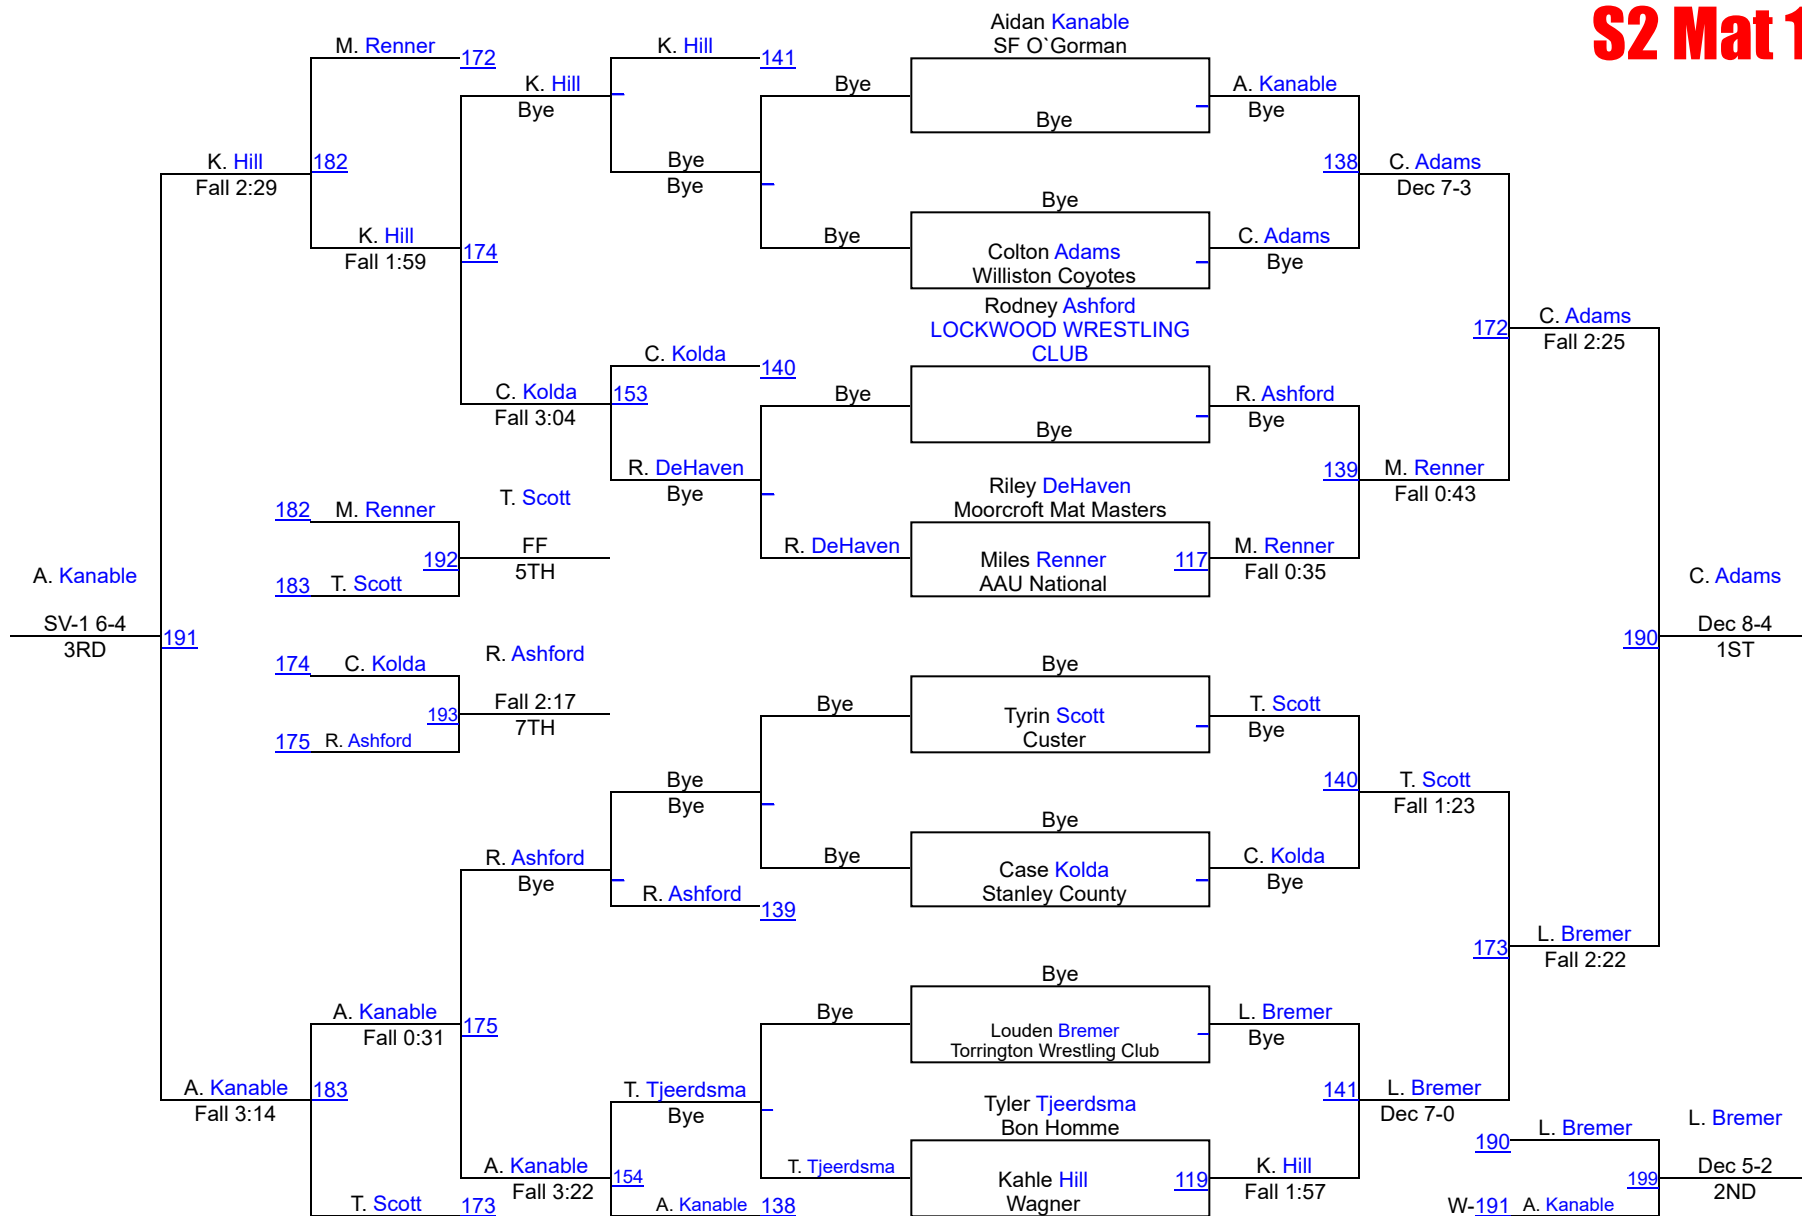 S2 Mat 1
Aidan Kanable
SF O`Gorman
M. Renner
172
K. Hill
141
K. Hill
Bye
Bye
A. Kanable
Bye
Bye
K. Hill
Fall 2:29
182
Bye
Bye
138
C. Adams
Dec 7-3
Bye
K. Hill
Fall 1:59
174
Bye
Colton Adams
Williston Coyotes
C. Adams
Bye
Rodney Ashford
LOCKWOOD WRESTLING
CLUB
172
C. Adams
Fall 2:25
C. Kolda
140
C. Kolda
Fall 3:04
153
Bye
R. Ashford
Bye
Bye
R. DeHaven
Bye
139
M. Renner
Fall 0:43
Riley DeHaven
Moorcroft Mat Masters
182
M. Renner
T. Scott
192
FF
5TH
183
T. Scott
R. DeHaven
Miles Renner
AAU National
117
M. Renner
Fall 0:35
A. Kanable
SV-1 6-4
3RD
191
C. Adams
Dec 8-4
1ST
190
174
C. Kolda
R. Ashford
193
Fall 2:17
7TH
175
R. Ashford
Bye
Bye
Tyrin Scott
Custer
T. Scott
Bye
Bye
Bye
140
T. Scott
Fall 1:23
Bye
R. Ashford
Bye
Bye
Case Kolda
Stanley County
C. Kolda
Bye
R. Ashford
139
173
L. Bremer
Fall 2:22
Bye
A. Kanable
Fall 0:31
175
Bye
Louden Bremer
Torrington Wrestling Club
L. Bremer
Bye
A. Kanable
Fall 3:14
183
T. Tjeerdsma
Bye
Tyler Tjeerdsma
Bon Homme
141
L. Bremer
Dec 7-0
190
L. Bremer
L. Bremer
A. Kanable
Fall 3:22
154
T. Tjeerdsma
Kahle Hill
Wagner
119
K. Hill
Fall 1:57
199
Dec 5-2
2ND
T. Scott
173
A. Kanable
138
W-191
A. Kanable